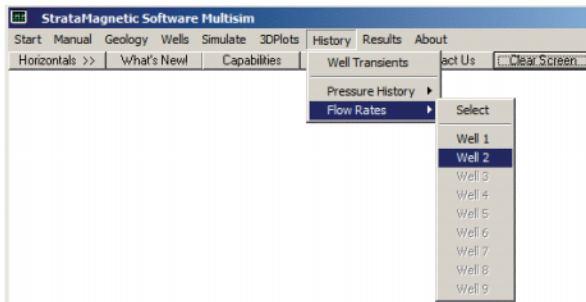 StrataMagnetic Software Multisim
Start Manual Geology Wells Simulate 3DPlots History Results About
Horizontals >> What's New! Capabilities act Us Clear Screen
Well Transients
Pressure History
Flow Rates
Select
Well 1
Well 2
Well 3
Well 4
Well 5
Well 6
Well 7
Well 8
Well 9